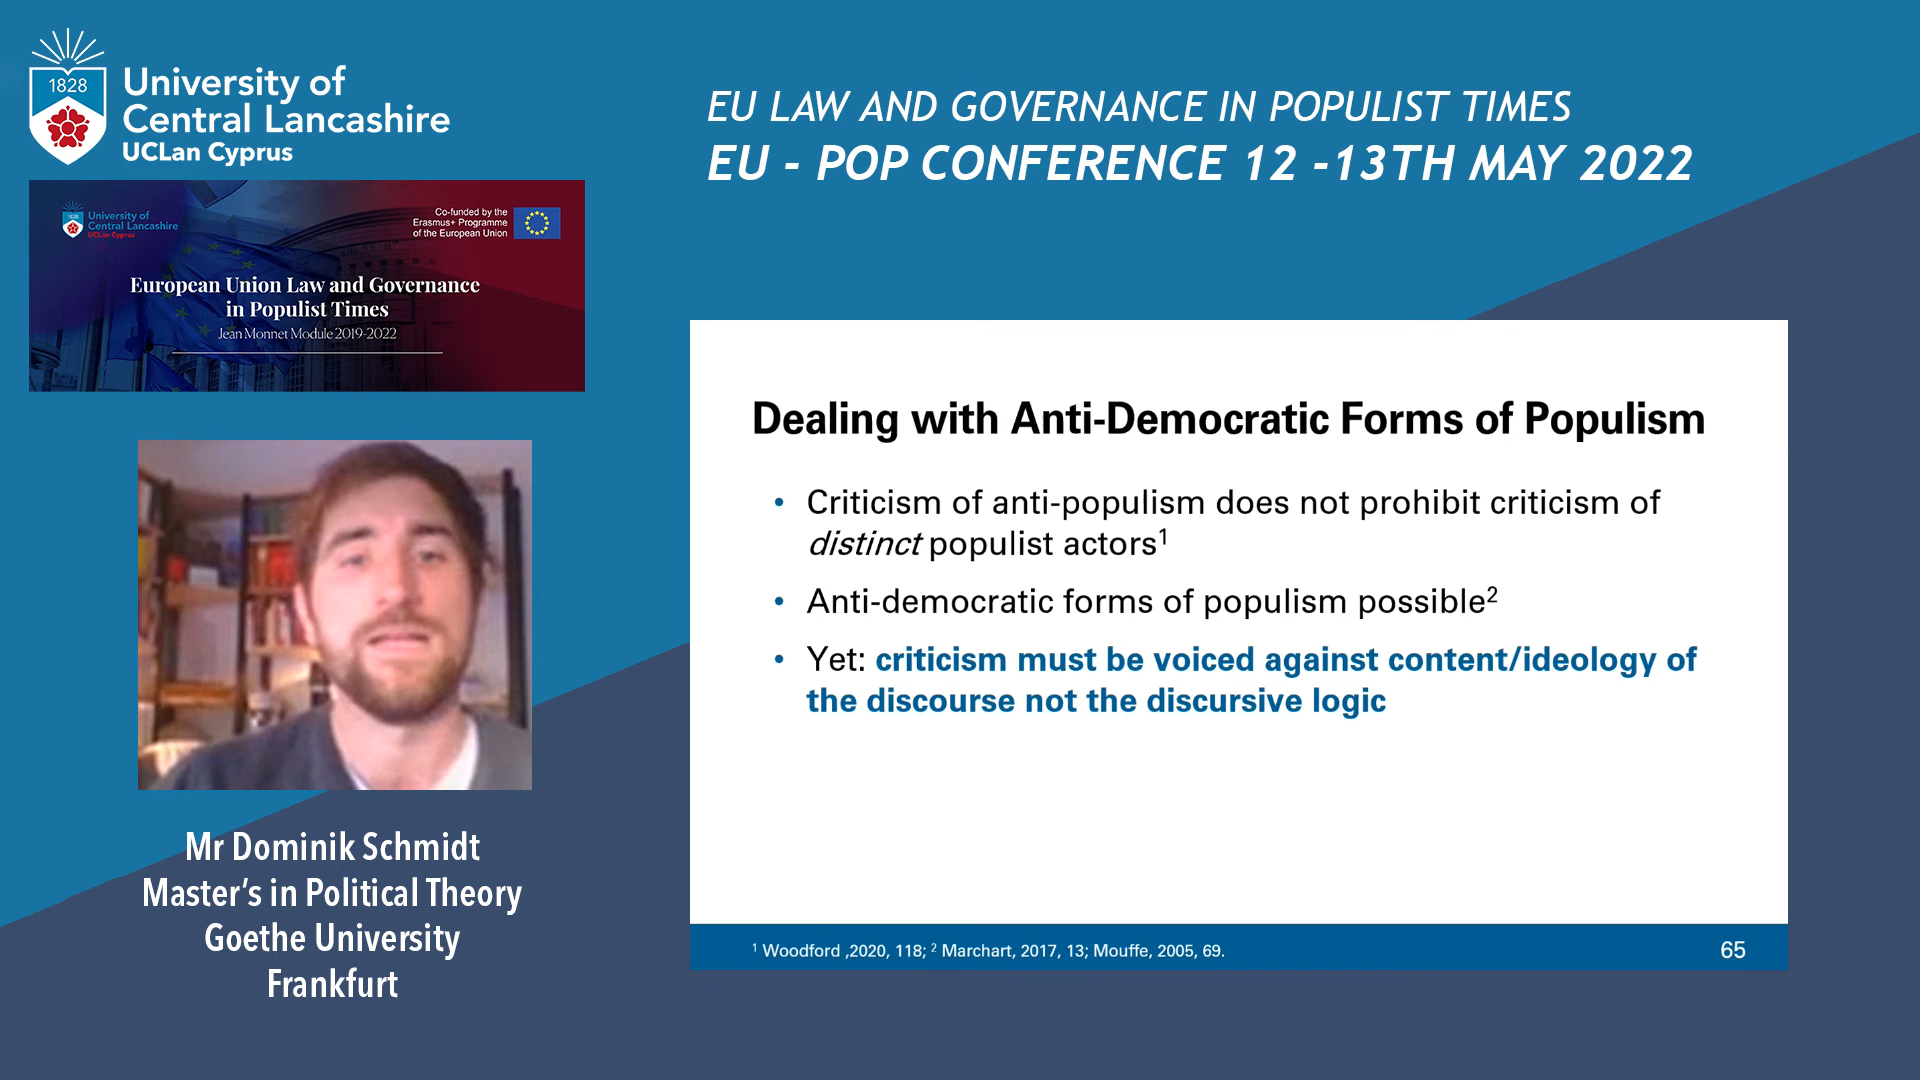 1828
University of
Central Lancashire
UCLan Cyprus
EU LAW AND GOVERNANCE IN POPULIST TIMES
EU - POP CONFERENCE 12 -13TH MAY 2022
1828
University of
Central Lancashire
UCLan Cyprus
Co-funded by the
Erasmus+ Programme
of the European Union
European Union Law and Governance
in Populist Times
Jean Monnet Module 2019-2022
Mr Dominik Schmidt
Master’s in Political Theory
Goethe University
Frankfurt
Dealing with Anti-Democratic Forms of Populism
• Criticism of anti-populism does not prohibit criticism of
distinct populist actors¹
• Anti-democratic forms of populism possible²
• Yet: criticism must be voiced against content/ideology of
the discourse not the discursive logic
¹ Woodford ,2020, 118; ² Marchart, 2017, 13; Mouffe, 2005, 69.
65